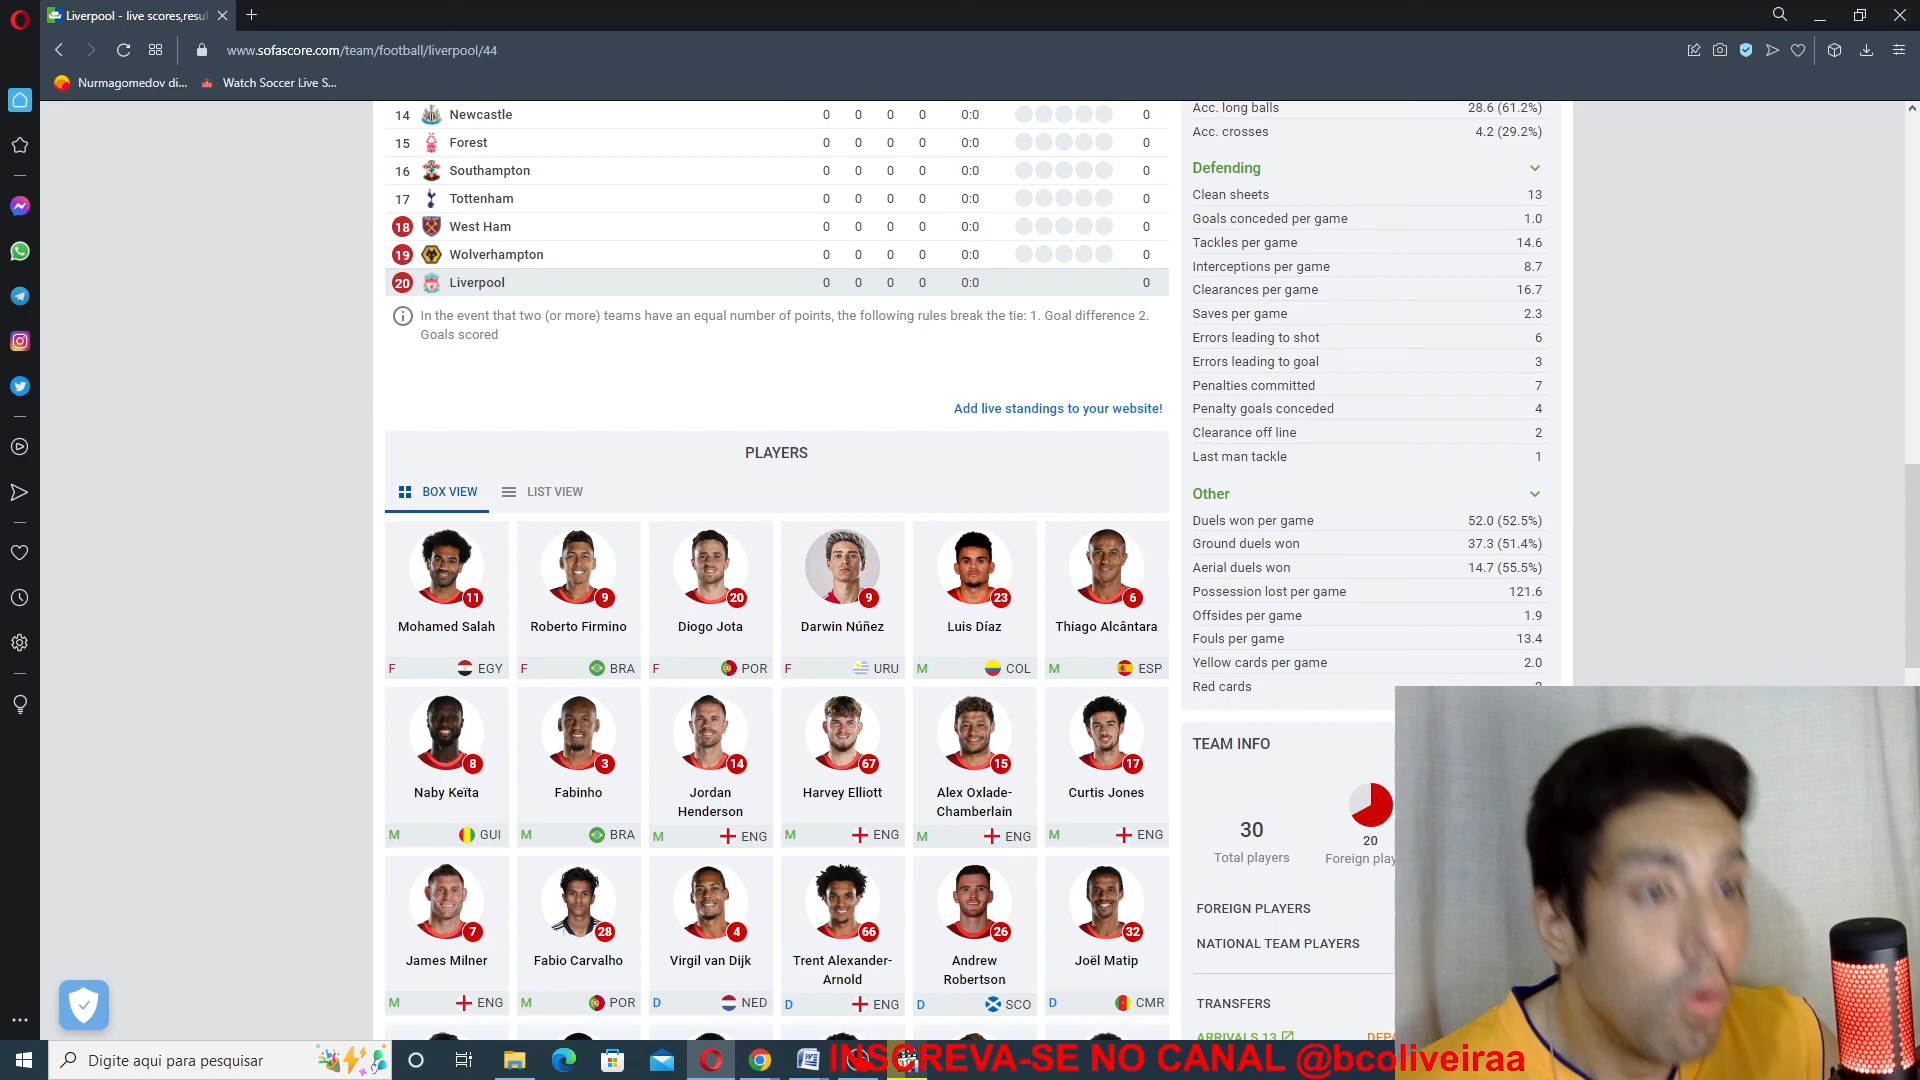 Liverpool - live scores,resul
www.sofascore.com/team/football/liverpool/44
Nurmagomedov di...
Watch Soccer Live S...
14 Newcastle 0 0 0 0 0:0 0
15 Forest 0 0 0 0 0:0 0
16 Southampton 0 0 0 0 0:0 0
17 Tottenham 0 0 0 0 0:0 0
18 West Ham 0 0 0 0 0:0 0
19 Wolverhampton 0 0 0 0 0:0 0
20 Liverpool 0 0 0 0 0:0 0
In the event that two (or more) teams have an equal number of points, the following rules break the tie: 1. Goal difference 2.
Goals scored
Add live standings to your website!
PLAYERS
BOX VIEW LIST VIEW
11 9 20 9 23 6
Mohamed Salah Roberto Firmino Diogo Jota Darwin Núñez Luis Díaz Thiago Alcântara
F EGY F BRA F POR F URU M COL M ESP
8 3 14 67 15 17
Naby Keïta Fabinho Jordan Henderson Harvey Elliott Alex Oxlade-Chamberlain Curtis Jones
M GUI M BRA M ENG M ENG M ENG M ENG
7 28 4 66 26 32
James Milner Fabio Carvalho Virgil van Dijk Trent Alexander-Arnold Andrew Robertson Joël Matip
M ENG M POR D NED D ENG D SCO D CMR
Acc. long balls 28.6 (61.2%)
Acc. crosses 4.2 (29.2%)
Defending
Clean sheets 13
Goals conceded per game 1.0
Tackles per game 14.6
Interceptions per game 8.7
Clearances per game 16.7
Saves per game 2.3
Errors leading to shot 6
Errors leading to goal 3
Penalties committed 7
Penalty goals conceded 4
Clearance off line 2
Last man tackle 1
Other
Duels won per game 52.0 (52.5%)
Ground duels won 37.3 (51.4%)
Aerial duels won 14.7 (55.5%)
Possession lost per game 121.6
Offsides per game 1.9
Fouls per game 13.4
Yellow cards per game 2.0
Red cards
TEAM INFO
30
Total players
20
Foreign play
FOREIGN PLAYERS
NATIONAL TEAM PLAYERS
TRANSFERS
ARRIVALS 13
Digite aqui para pesquisar
INSCREVA-SE NO CANAL @bcoliveiraa